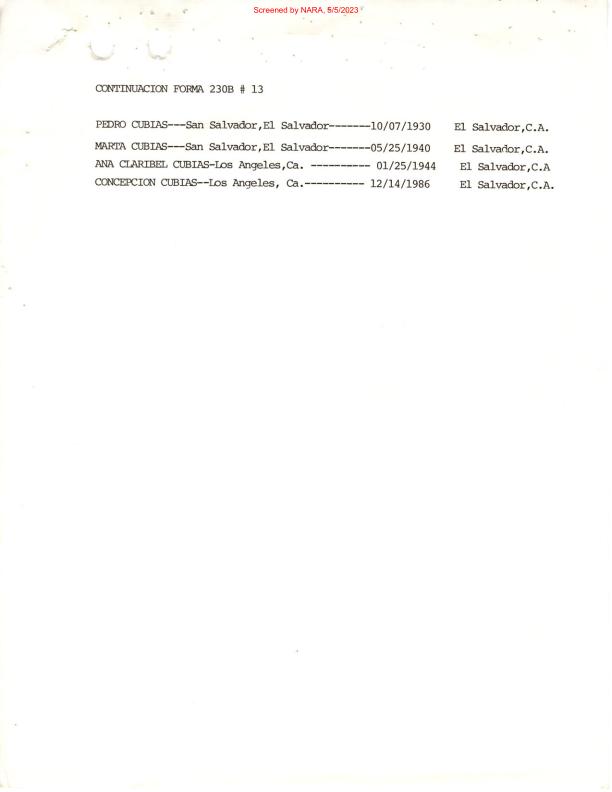 Screened by NARA, 5/5/2023
CONTINUACION FORMA 230B # 13
PEDRO CUBIAS---San Salvador,El Salvador-------10/07/1930 El Salvador,C.A.
MARTA CUBIAS---San Salvador,El Salvador-------05/25/1940 El Salvador,C.A.
ANA CLARIBEL CUBIAS-Los Angeles,Ca. ---------- 01/25/1944 El Salvador,C.A
CONCEPCION CUBIAS--Los Angeles, Ca.---------- 12/14/1986 El Salvador,C.A.